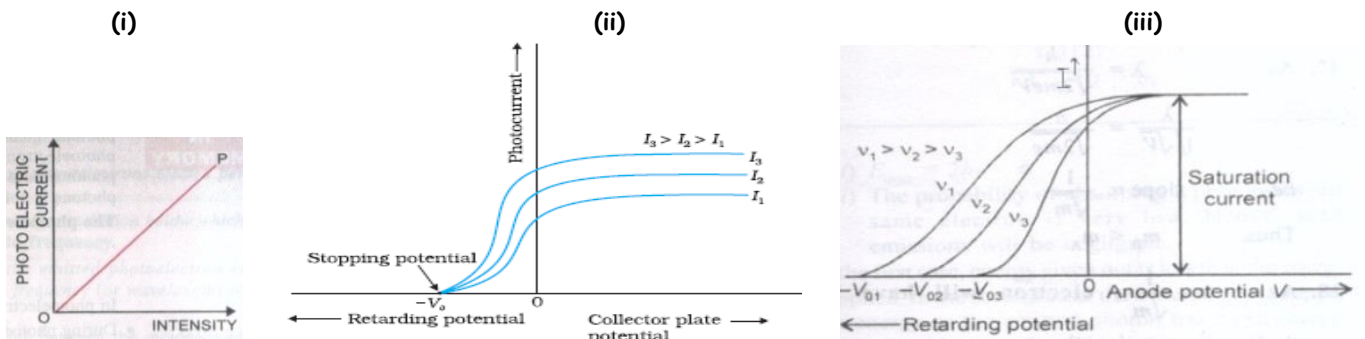 (i)
(ii)
(iii)
PHOTO ELECTRIC
CURRENT
P
O
INTENSITY
Photocurrent
I₃ > I₂ > I₁
I₃
I₂
I₁
Stopping potential
−V₀
0
Retarding potential
Collector plate
potential
I
ν₁ > ν₂ > ν₃
ν₁
ν₂
ν₃
Saturation
current
−V₀₁ −V₀₂ −V₀₃
0
Anode potential V
Retarding potential